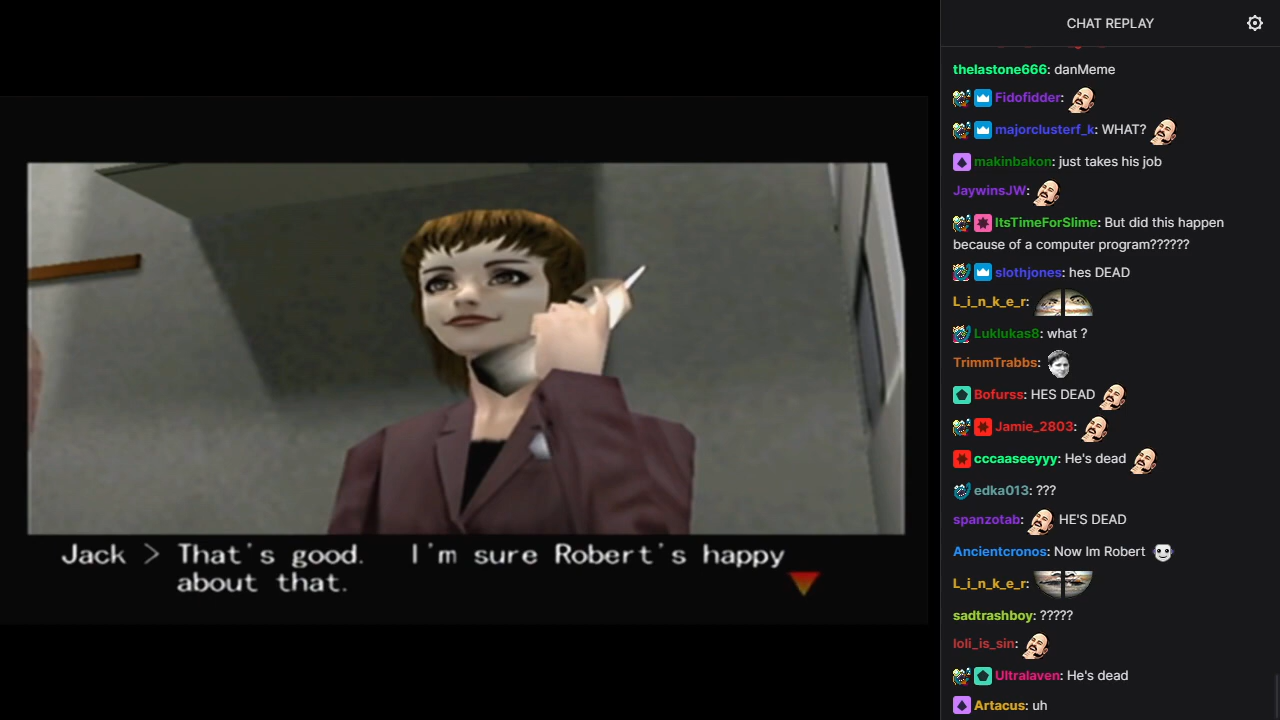 Jack > That's good. I'm sure Robert's happy
about that.
CHAT REPLAY
thelastone666: danMeme
Fidofidder:
majorclusterf_k: WHAT?
makinbakon: just takes his job
JaywinsJW:
ItsTimeForSlime: But did this happen
because of a computer program??????
slothjones: hes DEAD
L_i_n_k_e_r:
Luklukas8: what ?
TrimmTrabbs:
Bofurss: HES DEAD
Jamie_2803:
cccaaseeyyy: He's dead
edka013: ???
spanzotab: HE'S DEAD
Ancientcronos: Now Im Robert
L_i_n_k_e_r:
sadtrashboy: ?????
loli_is_sin:
Ultralaven: He's dead
Artacus: uh